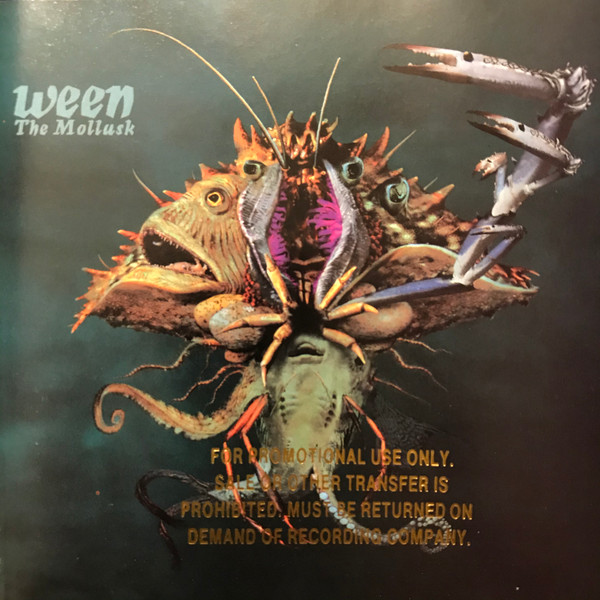 ween
The Mollusk
FOR PROMOTIONAL USE ONLY.
SALE OR OTHER TRANSFER IS
PROHIBITED. MUST BE RETURNED ON
DEMAND OF RECORDING COMPANY.